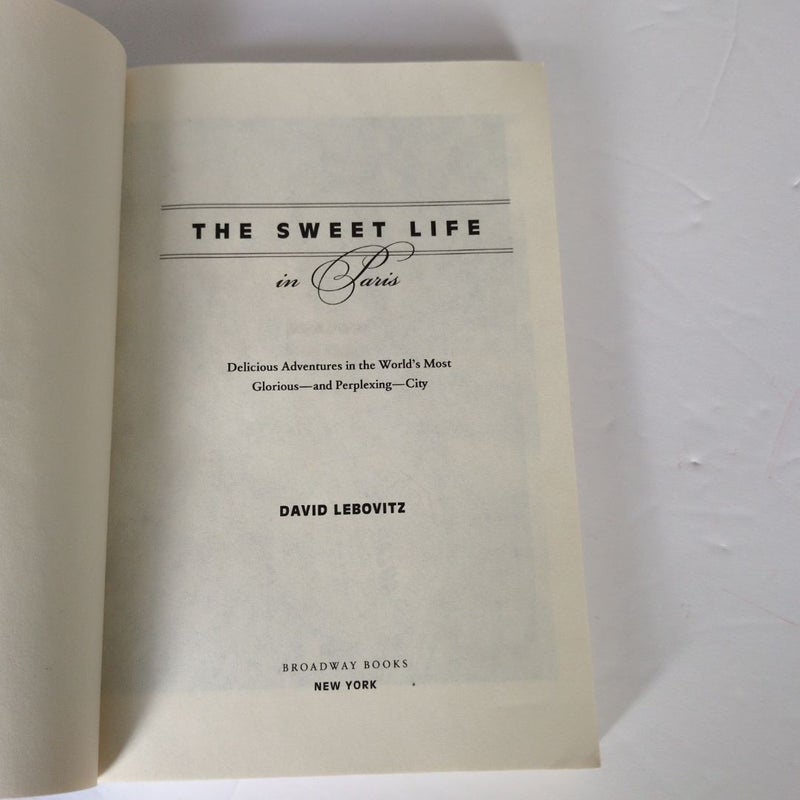 THE SWEET LIFE
in Paris
Delicious Adventures in the World's Most
Glorious—and Perplexing—City
DAVID LEBOVITZ
BROADWAY BOOKS
NEW YORK